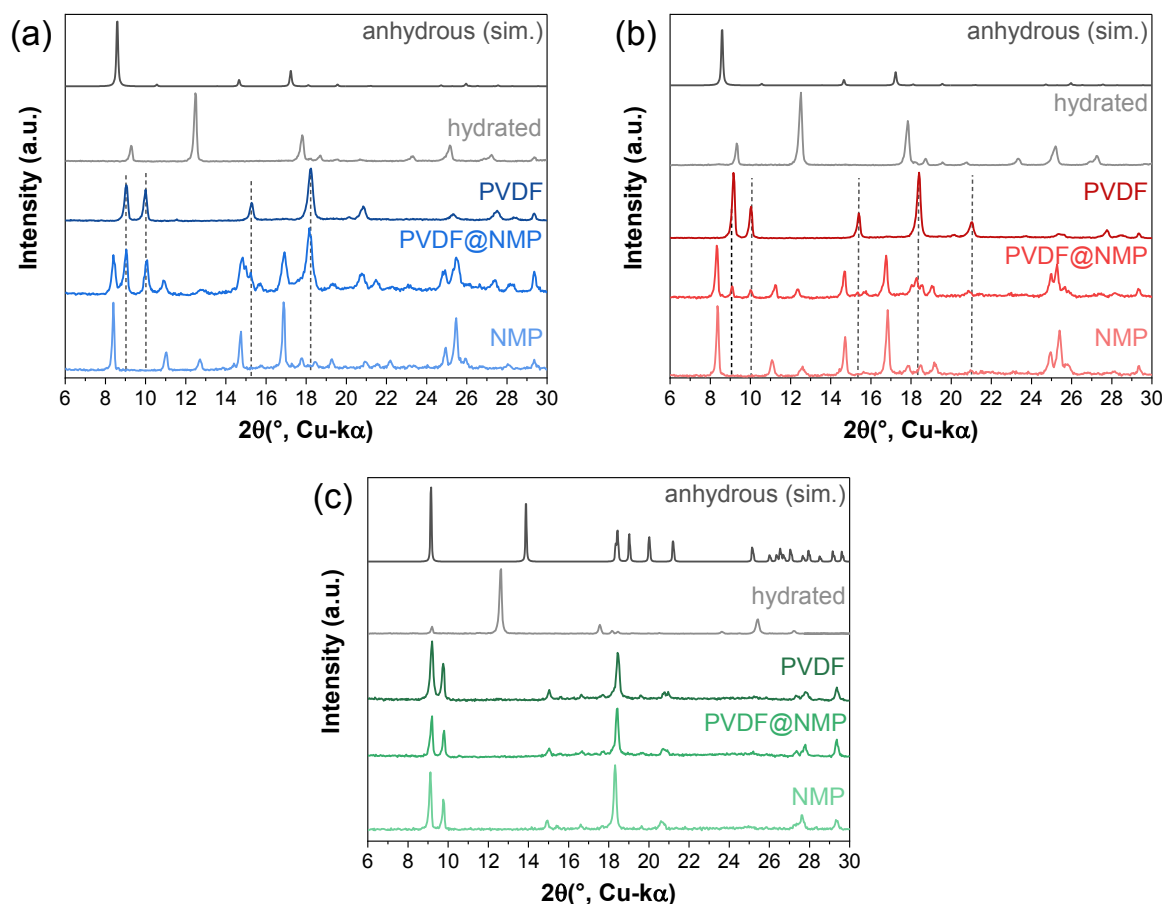 (a)
anhydrous (sim.)
hydrated
PVDF
PVDF@NMP
NMP
Intensity (a.u.)
6 8 10 12 14 16 18 20 22 24 26 28 30
2θ(°, Cu-kα)
(b)
anhydrous (sim.)
hydrated
PVDF
PVDF@NMP
NMP
Intensity (a.u.)
6 8 10 12 14 16 18 20 22 24 26 28 30
2θ(°, Cu-kα)
(c)
anhydrous (sim.)
hydrated
PVDF
PVDF@NMP
NMP
Intensity (a.u.)
6 8 10 12 14 16 18 20 22 24 26 28 30
2θ(°, Cu-kα)